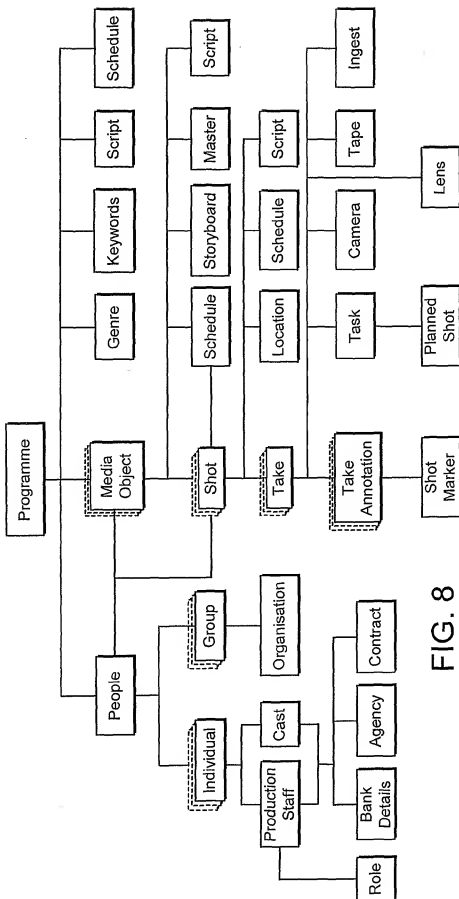 Programme
People
Media
Object
Genre
Keywords
Script
Schedule
Individual
Group
Shot
Schedule
Storyboard
Master
Script
Production
Staff
Cast
Organisation
Take
Location
Schedule
Script
Role
Bank
Details
Agency
Contract
Take
Annotation
Task
Camera
Tape
Ingest
Shot
Marker
Planned
Shot
Lens
FIG. 8